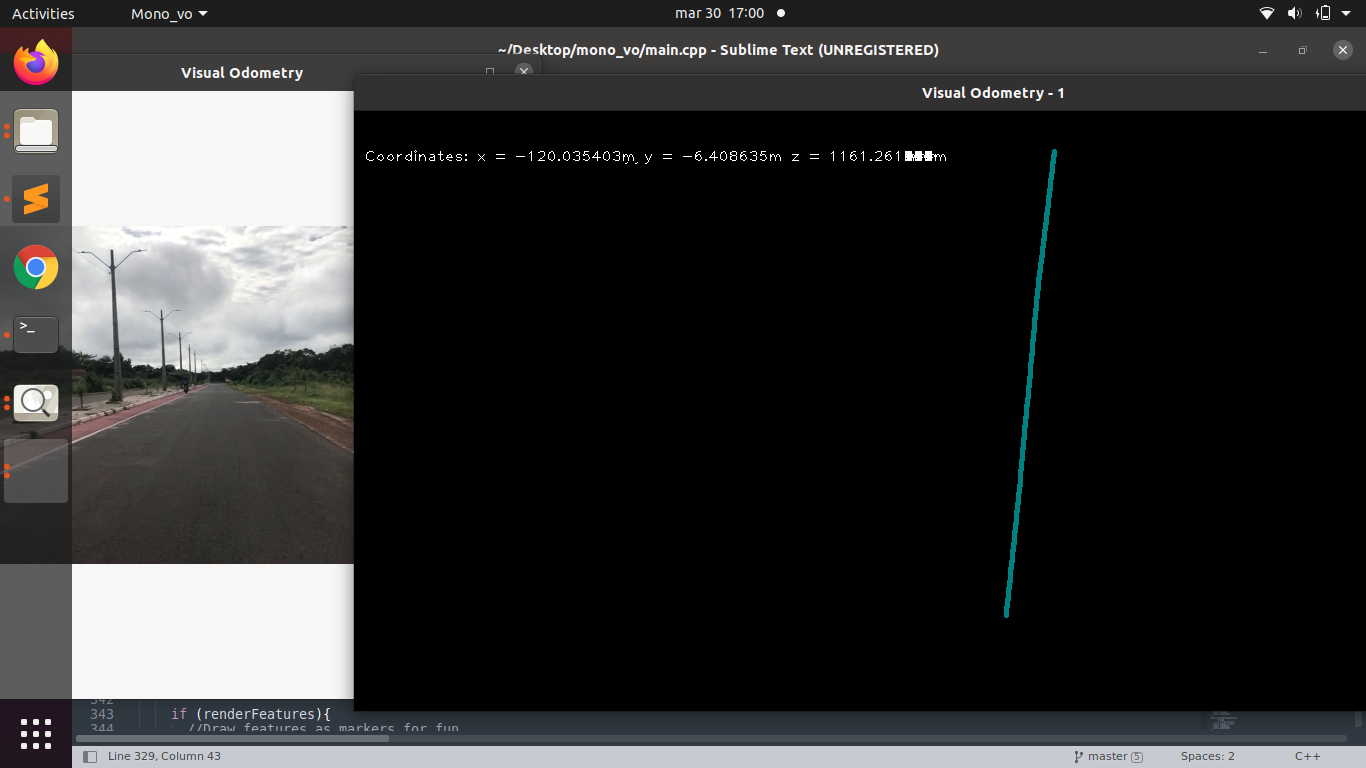 Activities
Mono_vo
mar 30 17:00
~/Desktop/mono_vo/main.cpp - Sublime Text (UNREGISTERED)
Visual Odometry
Visual Odometry - 1
Coordinates: x = -120.035403m, y = -6.408635m z = 1161.261
>_
342
343 if (renderFeatures){
344 //Draw features as markers for fun
Line 329, Column 43
master 5
Spaces: 2
C++